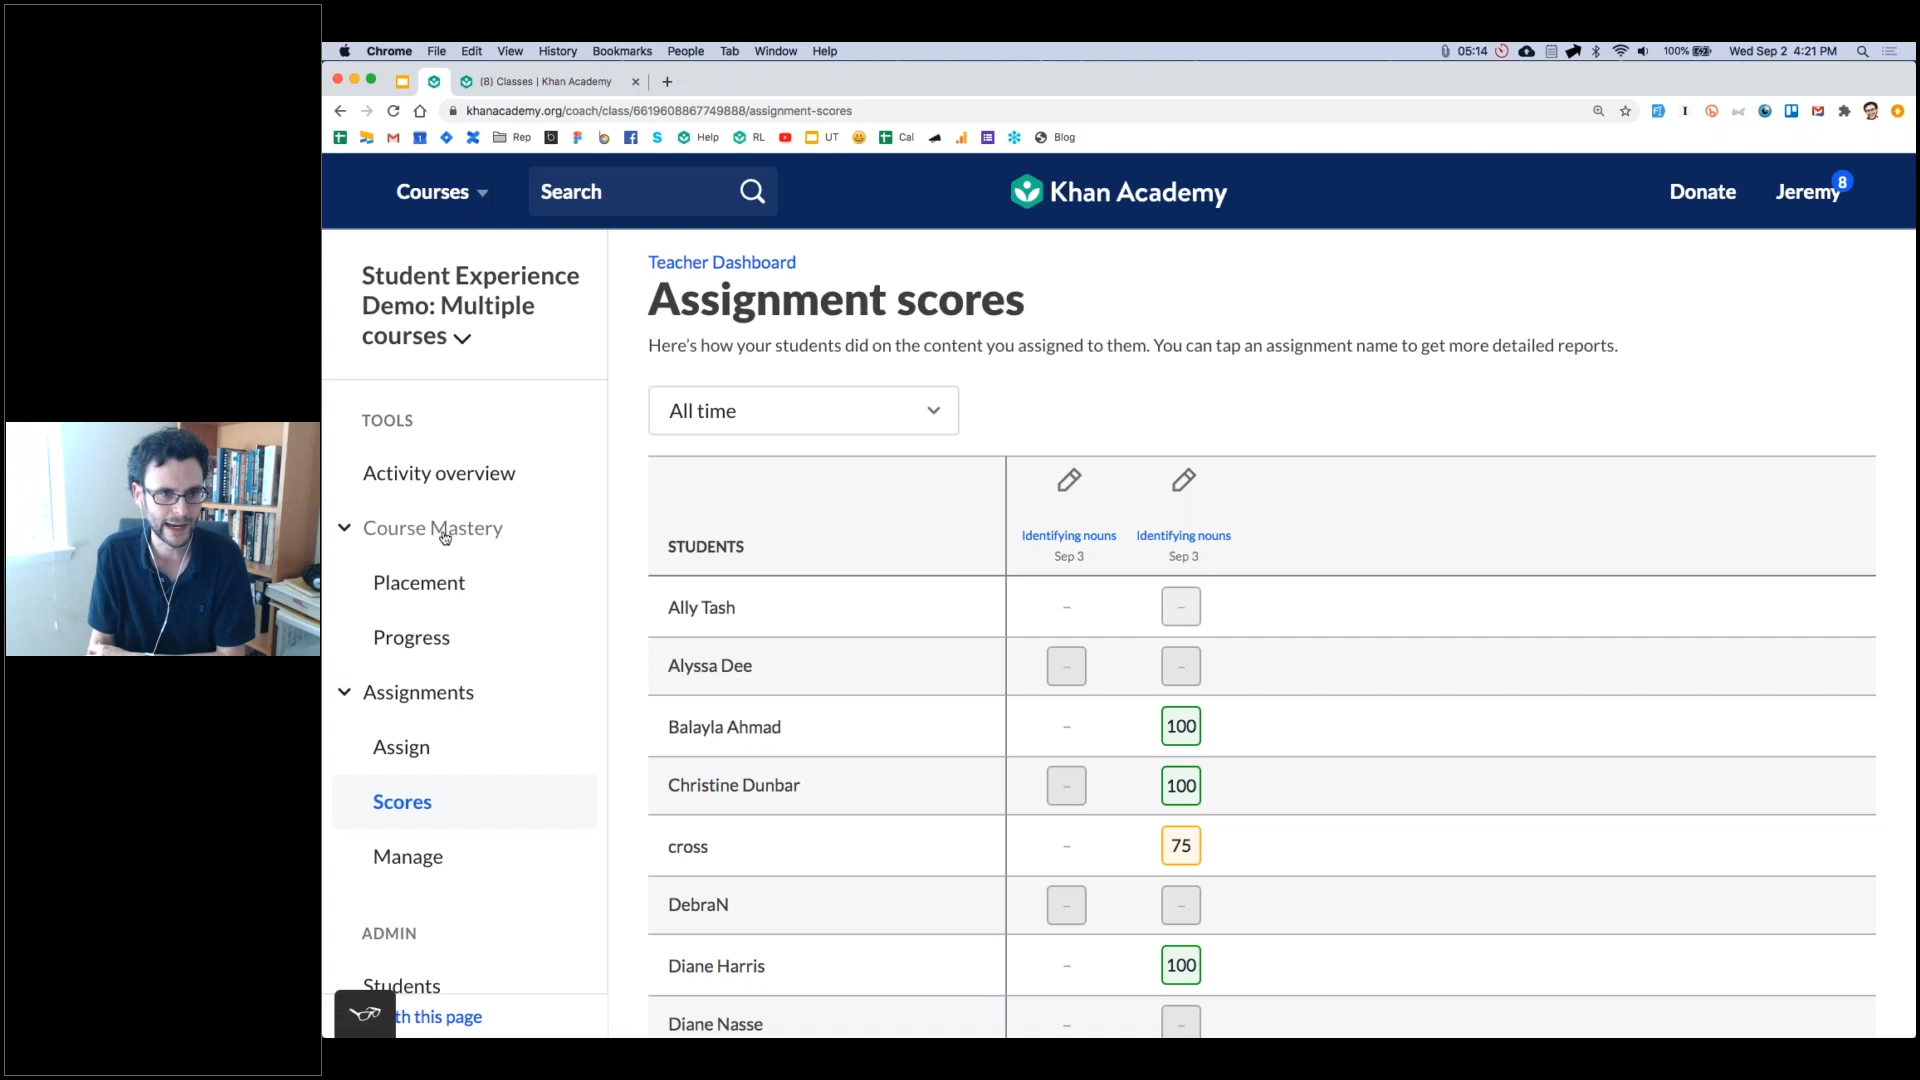 Chrome File Edit View History Bookmarks People Tab Window Help 05:14 100% Wed Sep 2 4:21 PM
(8) Classes | Khan Academy
khanacademy.org/coach/class/6619608867749888/assignment-scores
Rep Help RL UT Cal Blog
Courses Search Khan Academy Donate Jeremy 8
Student Experience
Demo: Multiple
courses
TOOLS
Activity overview
Course Mastery
Placement
Progress
Assignments
Assign
Scores
Manage
ADMIN
Students
th this page
Teacher Dashboard
Assignment scores
Here's how your students did on the content you assigned to them. You can tap an assignment name to get more detailed reports.
All time
STUDENTS
Identifying nouns Identifying nouns
Sep 3 Sep 3
Ally Tash – –
Alyssa Dee – –
Balayla Ahmad – 100
Christine Dunbar – 100
cross – 75
DebraN – –
Diane Harris – 100
Diane Nasse – –